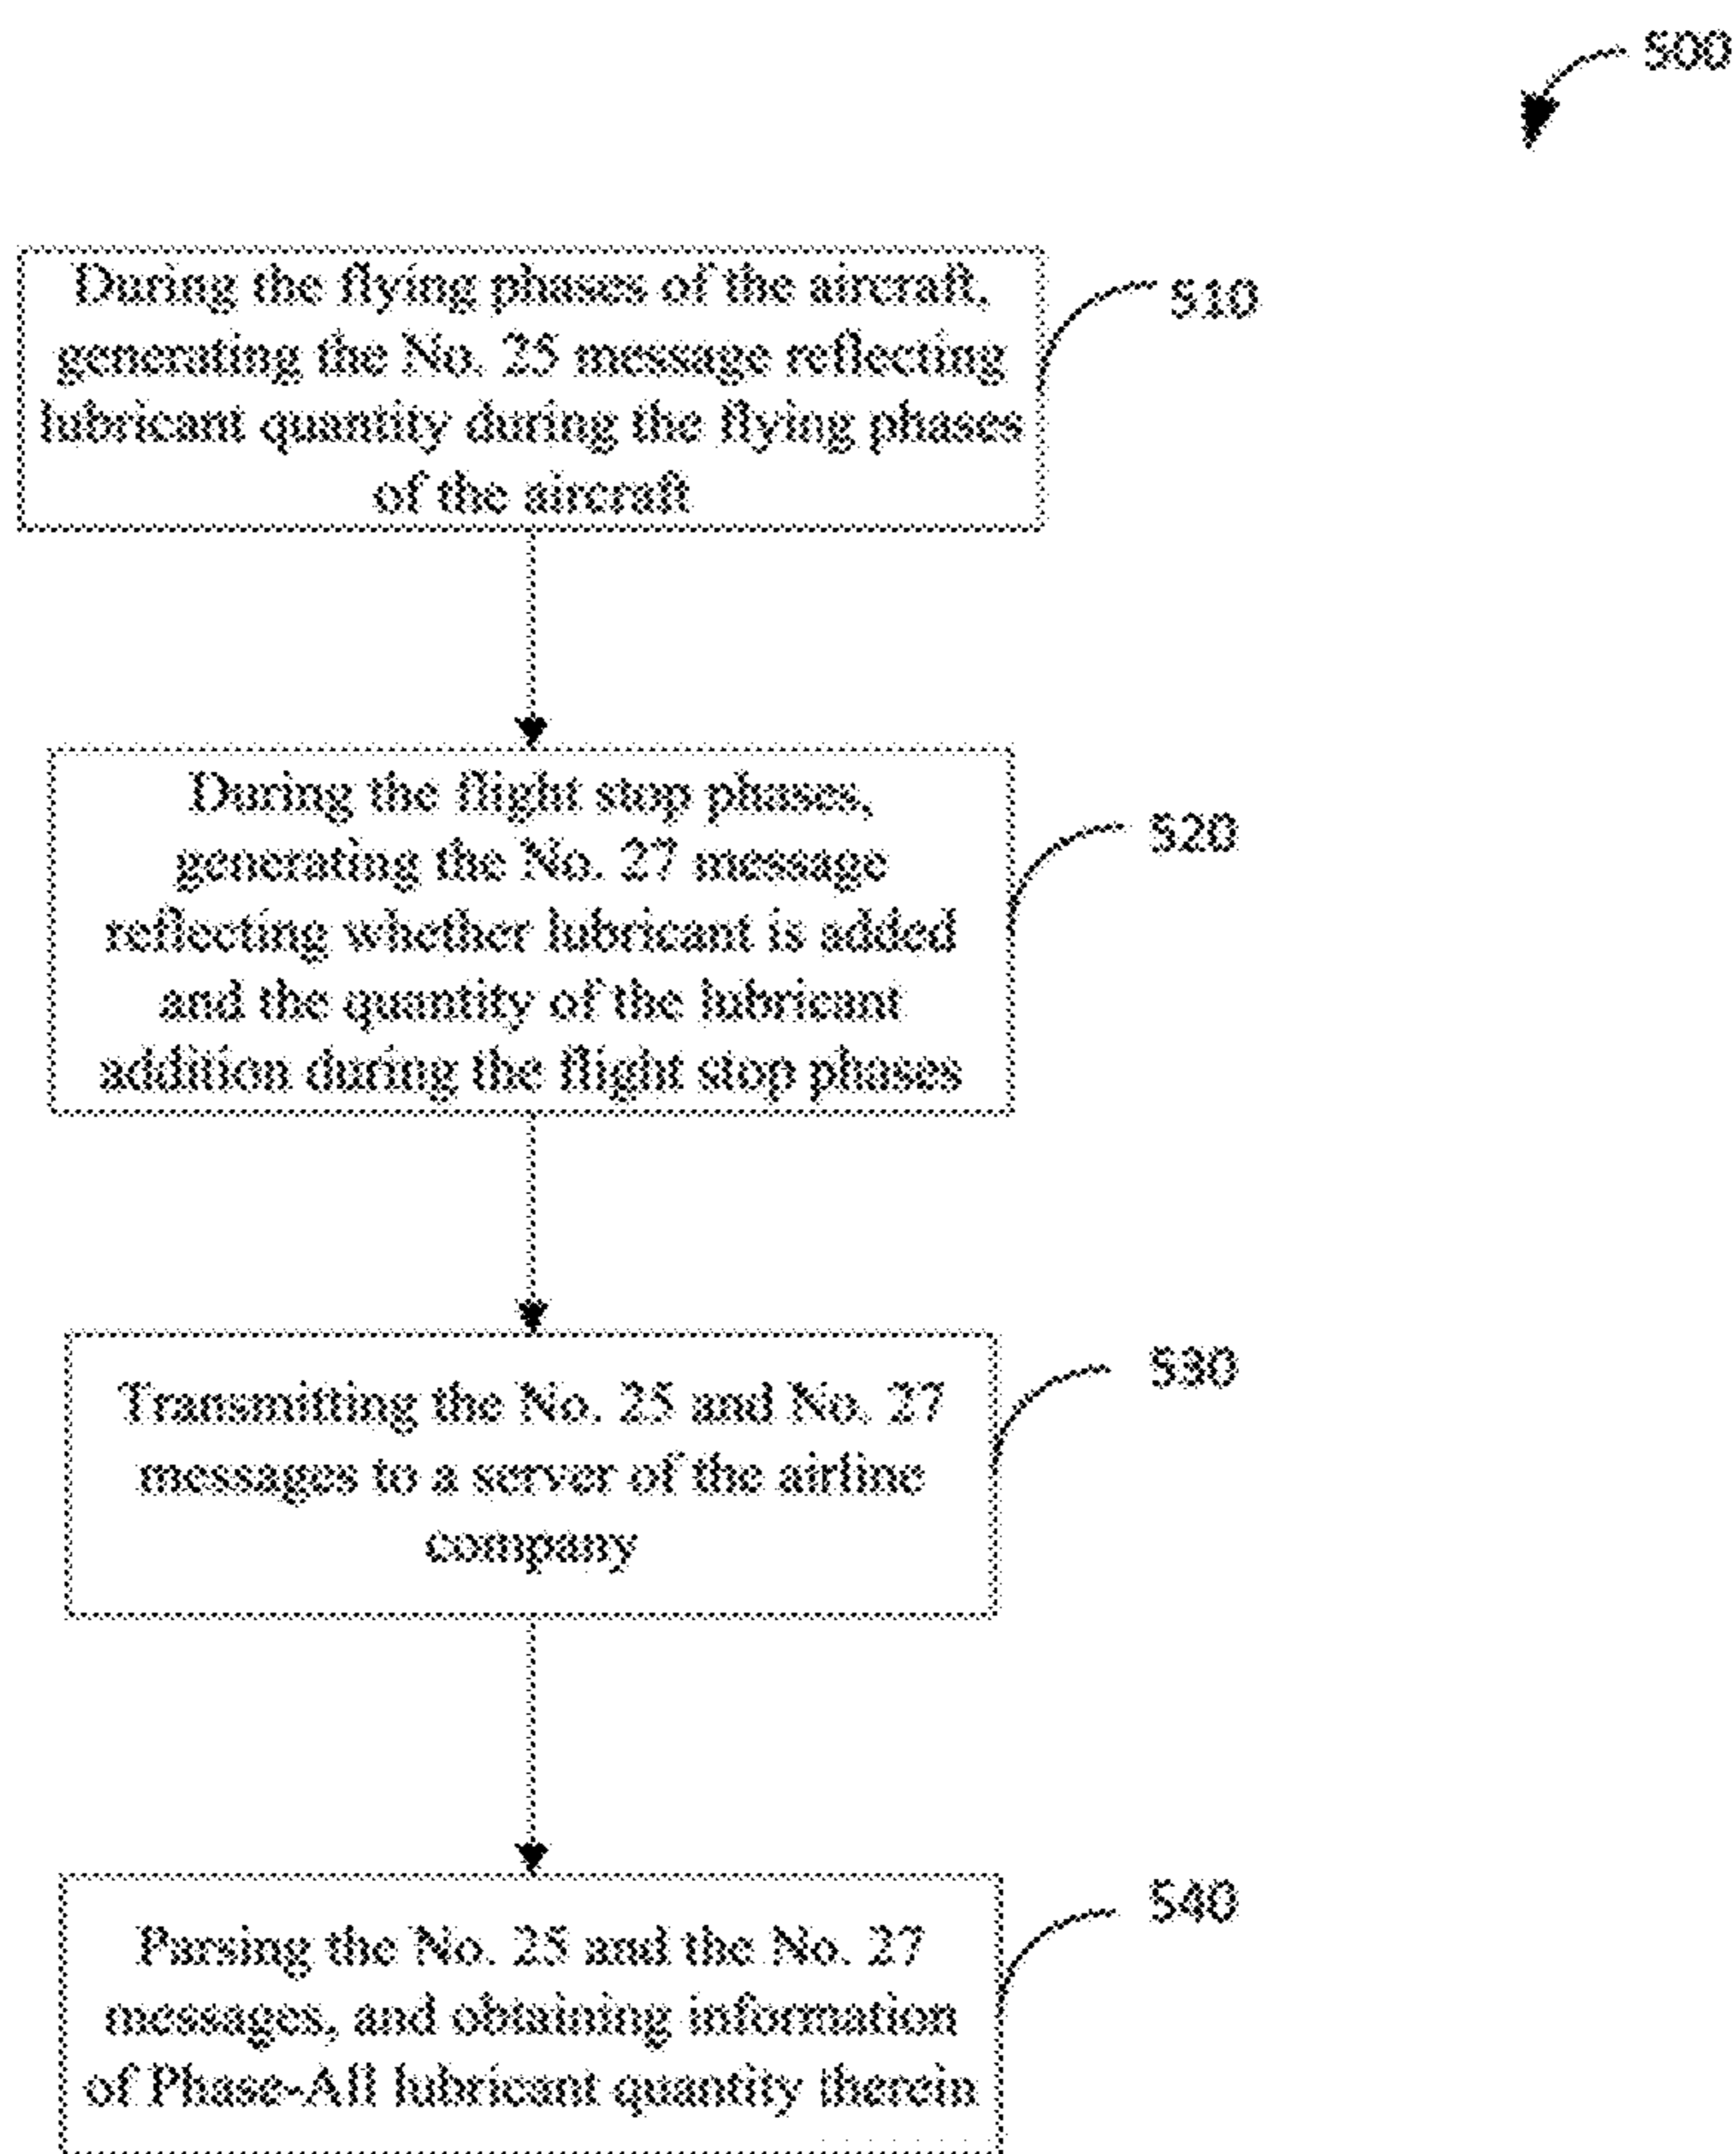 500
During the flying phases of the aircraft,
generating the No. 25 message reflecting
lubricant quantity during the flying phases
of the aircraft
510
During the flight stop phases,
generating the No. 27 message
reflecting whether lubricant is added
and the quantity of the lubricant
addition during the flight stop phases
520
Transmitting the No. 25 and No. 27
messages to a server of the airline
company
530
Parsing the No. 25 and the No. 27
messages, and obtaining information
of Phase-All lubricant quantity therein
540